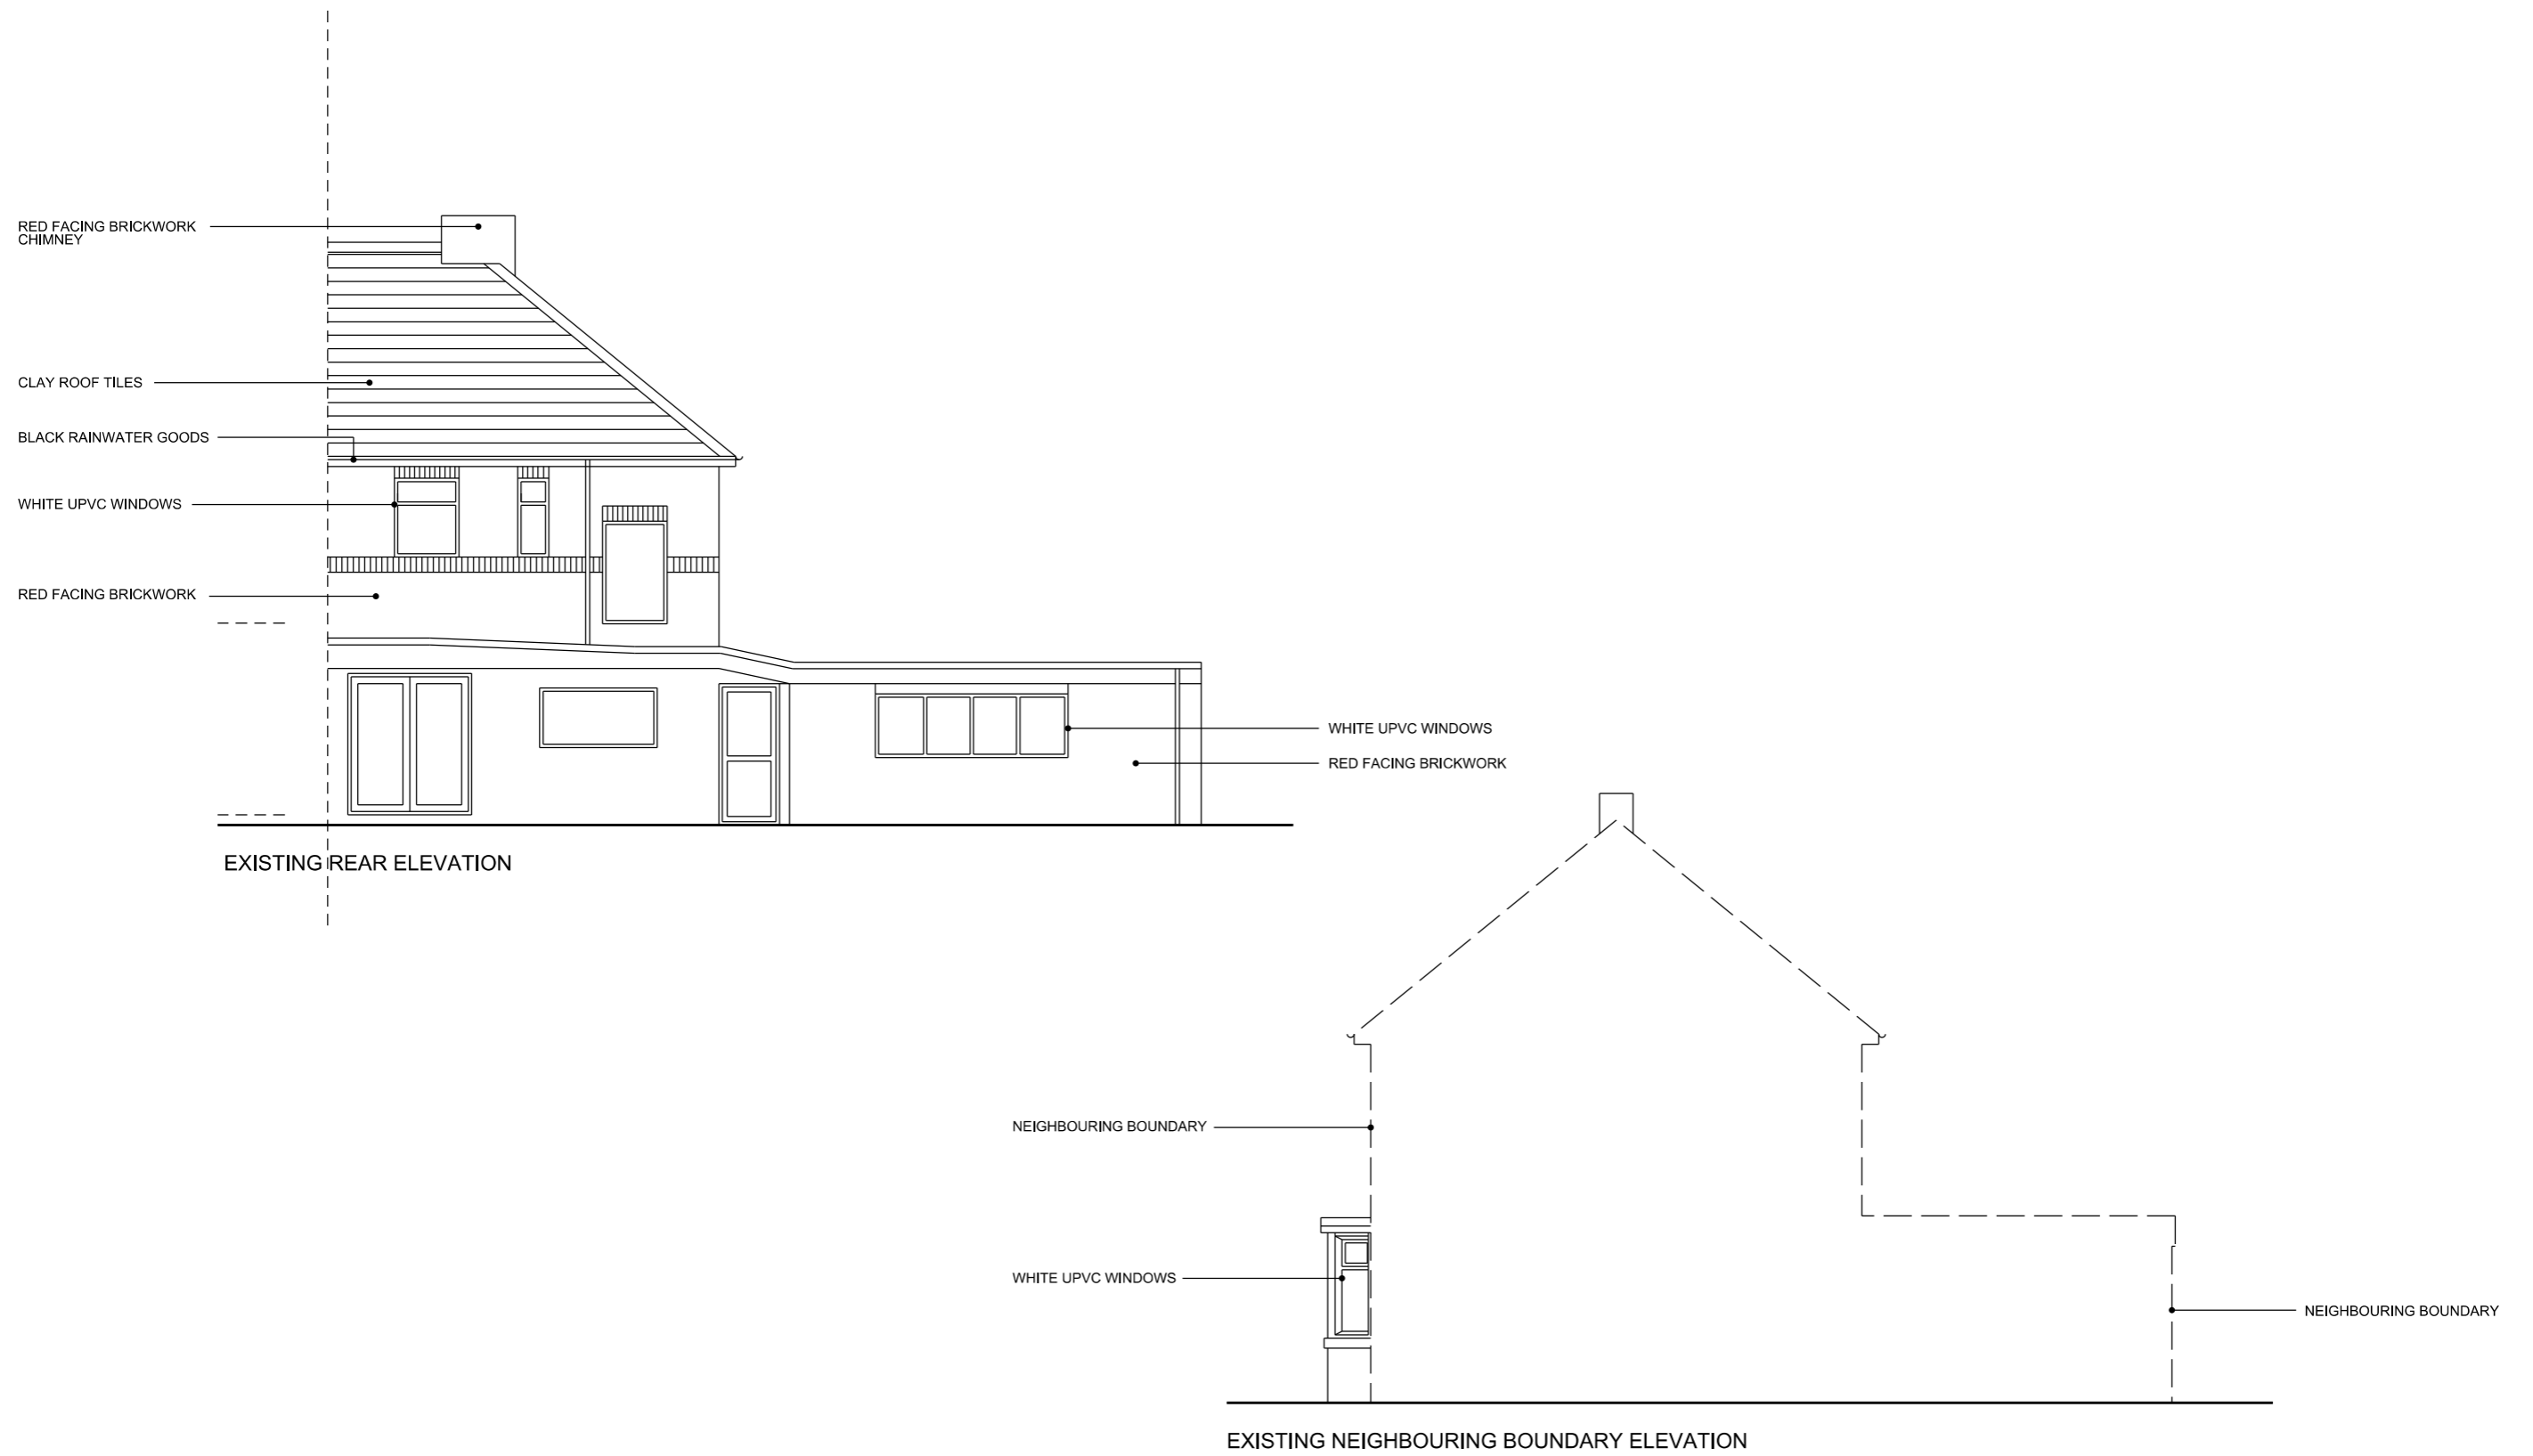 RED FACING BRICKWORK
CHIMNEY
CLAY ROOF TILES
BLACK RAINWATER GOODS
WHITE UPVC WINDOWS
RED FACING BRICKWORK
WHITE UPVC WINDOWS
RED FACING BRICKWORK
EXISTING REAR ELEVATION
NEIGHBOURING BOUNDARY
WHITE UPVC WINDOWS
NEIGHBOURING BOUNDARY
EXISTING NEIGHBOURING BOUNDARY ELEVATION